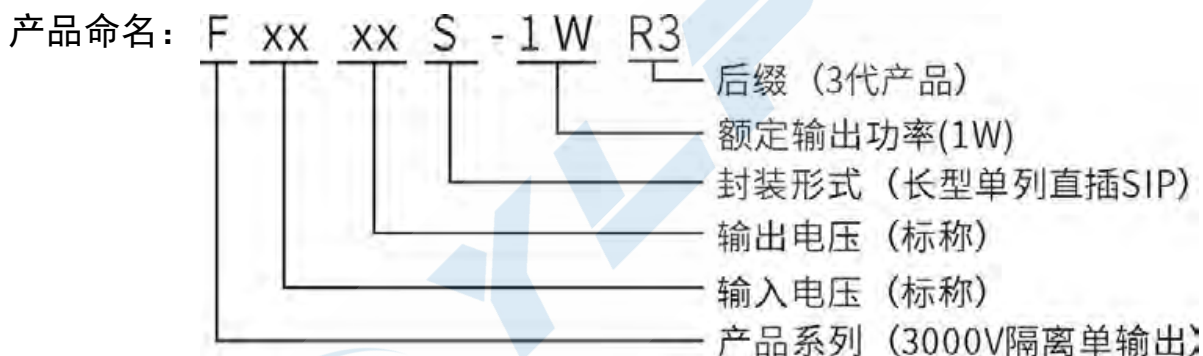 产品命名: F xx xx S - 1W R3
后缀（3代产品）
额定输出功率(1W)
封装形式（长型单列直插SIP）
输出电压（标称）
输入电压（标称）
产品系列（3000V隔离单输出）